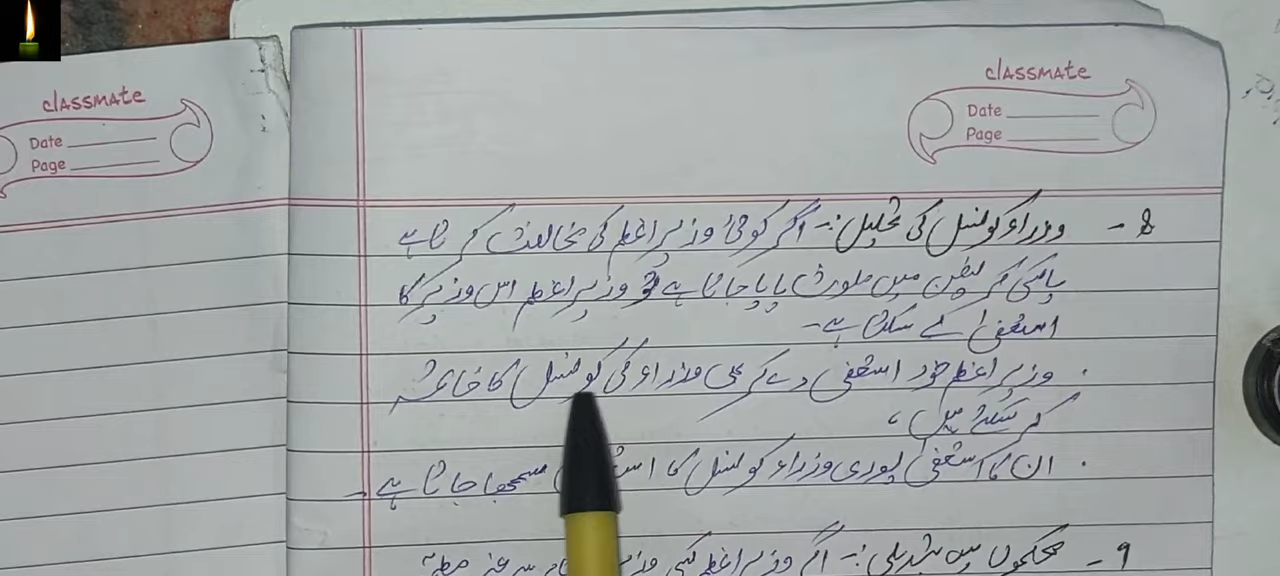 classmate
Date
Page
classmate
Date
Page
8 - وزراء کونسل کی تحلیل :- اگر کوئی وزیر اعظم کی مخالفت کرتا ہے
یا کسی کرپشن میں ملوث پایا جاتا ہے تو وزیر اعظم اس وزیر کا
استعفیٰ لے سکتا ہے -
. وزیر اعظم خود استعفی دے کر ہی وزراء کی کونسل کا خاتمہ
کر سکتے ہیں ،
. ان کا استعفیٰ پوری وزراء کونسل کا سمجھا جاتا ہے -
9 - محکموں میں تبدیلی :- اگر وزیر اعظم کسی